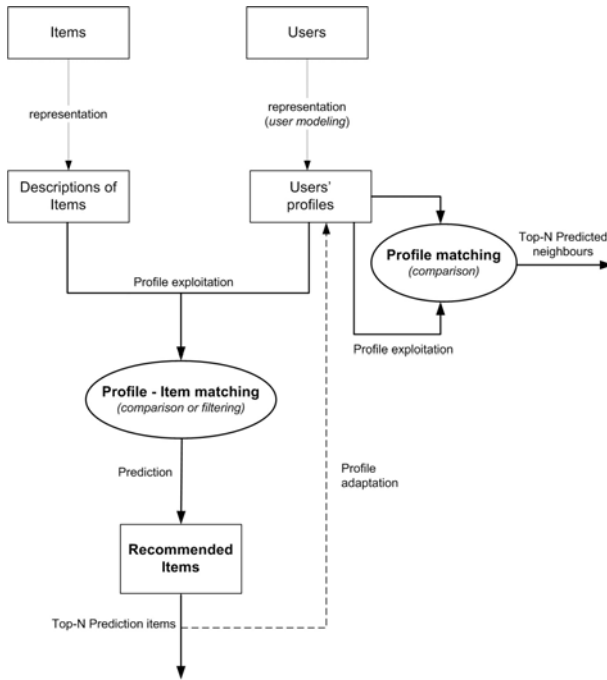 Items
Users
representation
representation
(user modeling)
Descriptions of
Items
Users'
profiles
Profile matching
(comparison)
Top-N Predicted
neighbours
Profile exploitation
Profile exploitation
Profile - Item matching
(comparison or filtering)
Prediction
Profile
adaptation
Recommended
Items
Top-N Prediction items